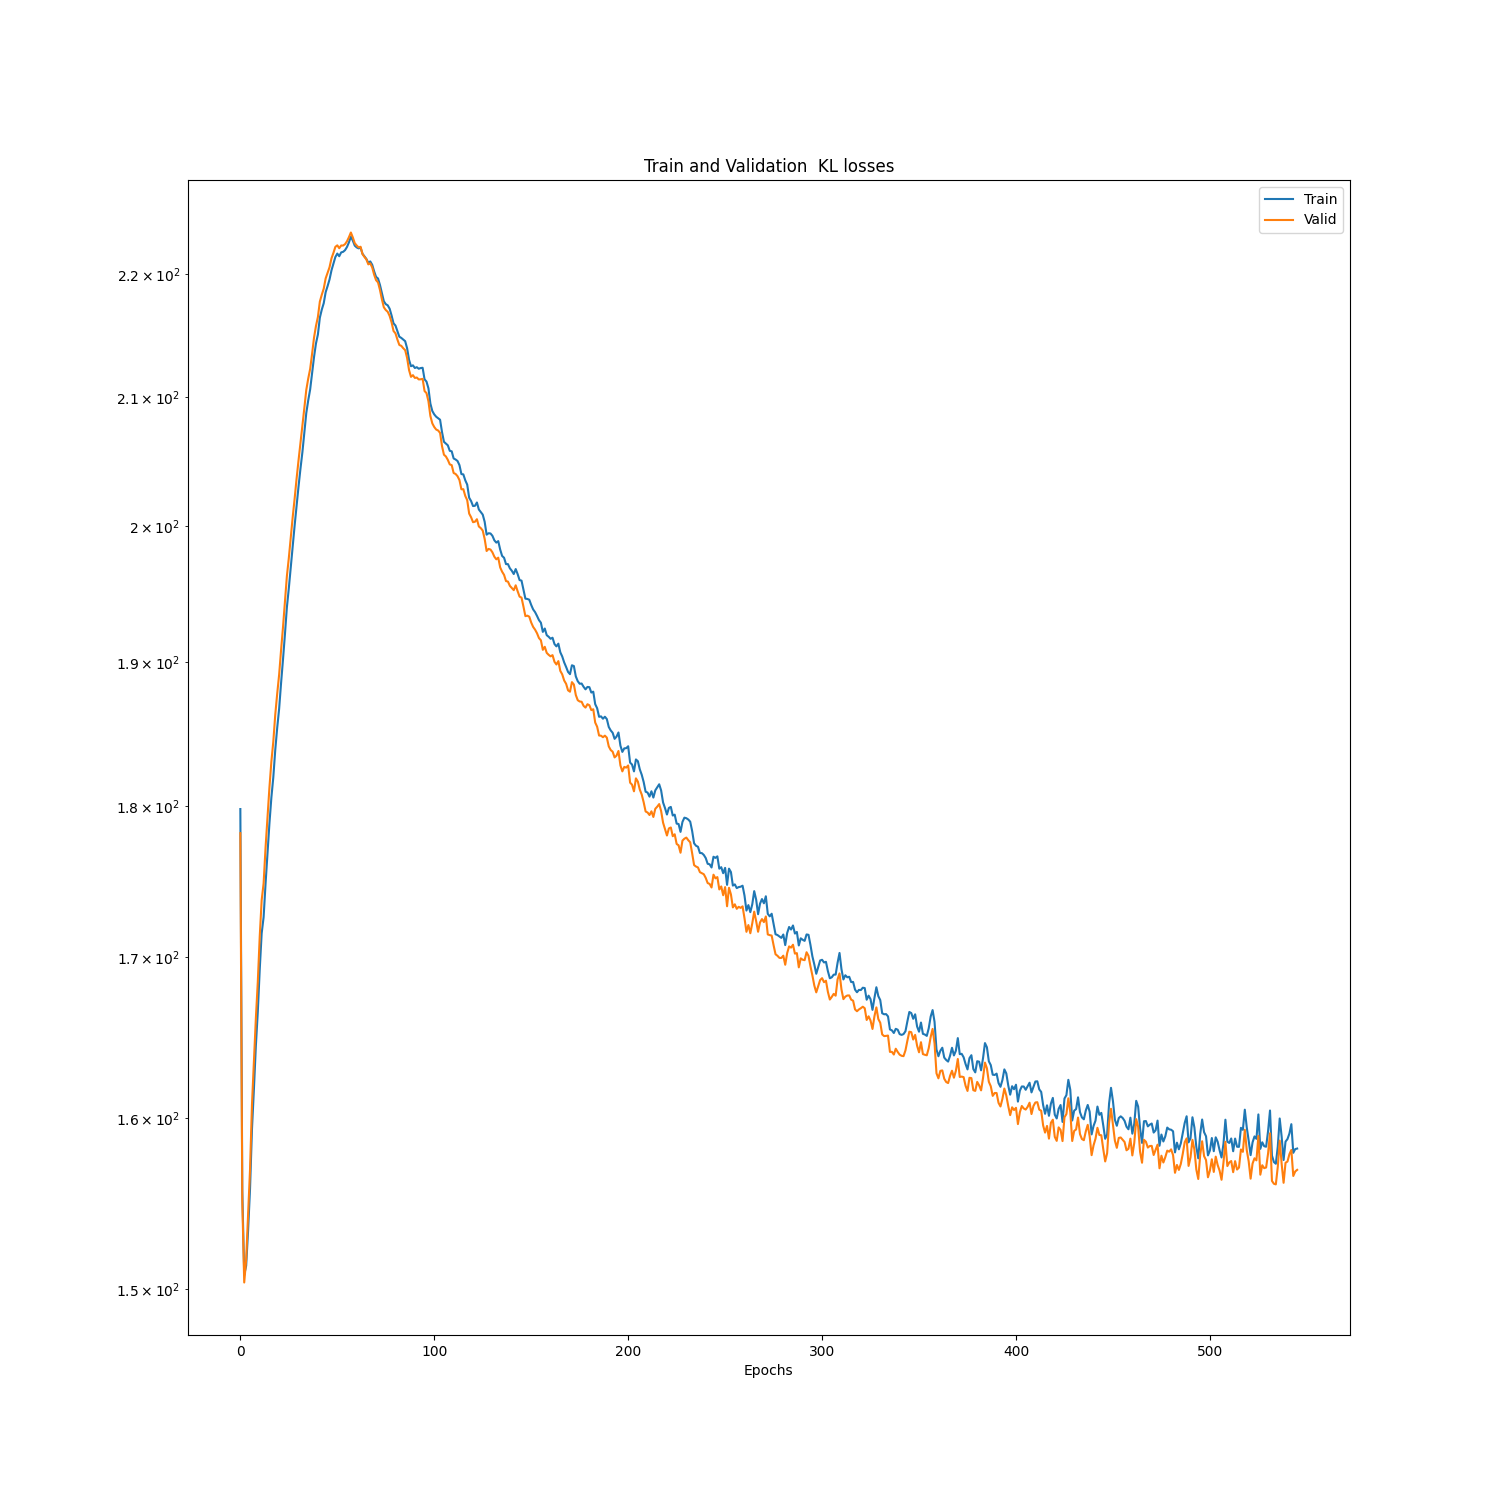 Train and Validation  KL losses
Train
Valid
2.2 × 10²
2.1 × 10²
2 × 10²
1.9 × 10²
1.8 × 10²
1.7 × 10²
1.6 × 10²
1.5 × 10²
0 100 200 300 400 500
Epochs